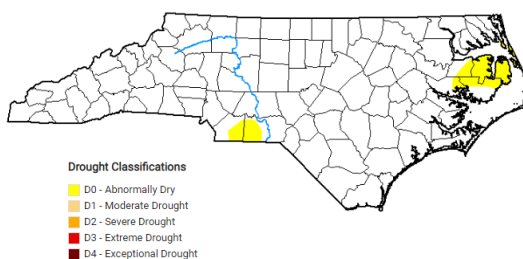 Drought Classifications
D0 - Abnormally Dry
D1 - Moderate Drought
D2 - Severe Drought
D3 - Extreme Drought
D4 - Exceptional Drought